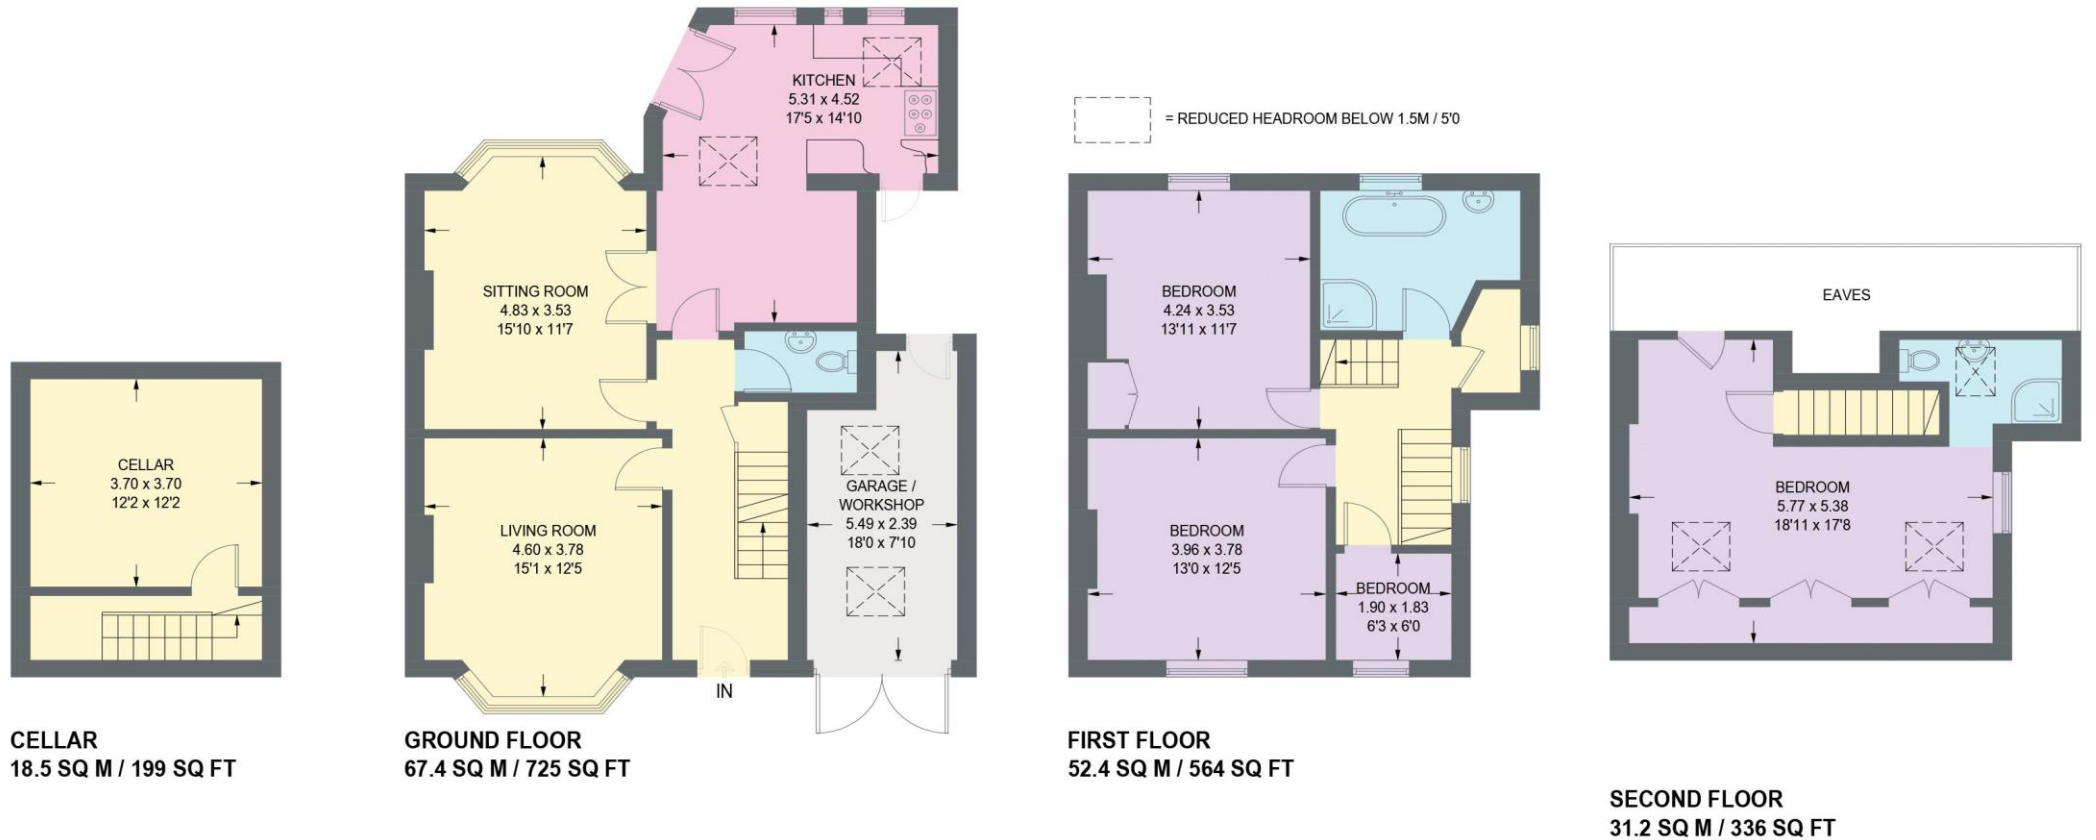 CELLAR
3.70 x 3.70
12'2 x 12'2
CELLAR
18.5 SQ M / 199 SQ FT
KITCHEN
5.31 x 4.52
17'5 x 14'10
SITTING ROOM
4.83 x 3.53
15'10 x 11'7
LIVING ROOM
4.60 x 3.78
15'1 x 12'5
GARAGE /
WORKSHOP
5.49 x 2.39
18'0 x 7'10
IN
GROUND FLOOR
67.4 SQ M / 725 SQ FT
= REDUCED HEADROOM BELOW 1.5M / 5'0
BEDROOM
4.24 x 3.53
13'11 x 11'7
BEDROOM
3.96 x 3.78
13'0 x 12'5
BEDROOM
1.90 x 1.83
6'3 x 6'0
FIRST FLOOR
52.4 SQ M / 564 SQ FT
EAVES
X
BEDROOM
5.77 x 5.38
18'11 x 17'8
SECOND FLOOR
31.2 SQ M / 336 SQ FT